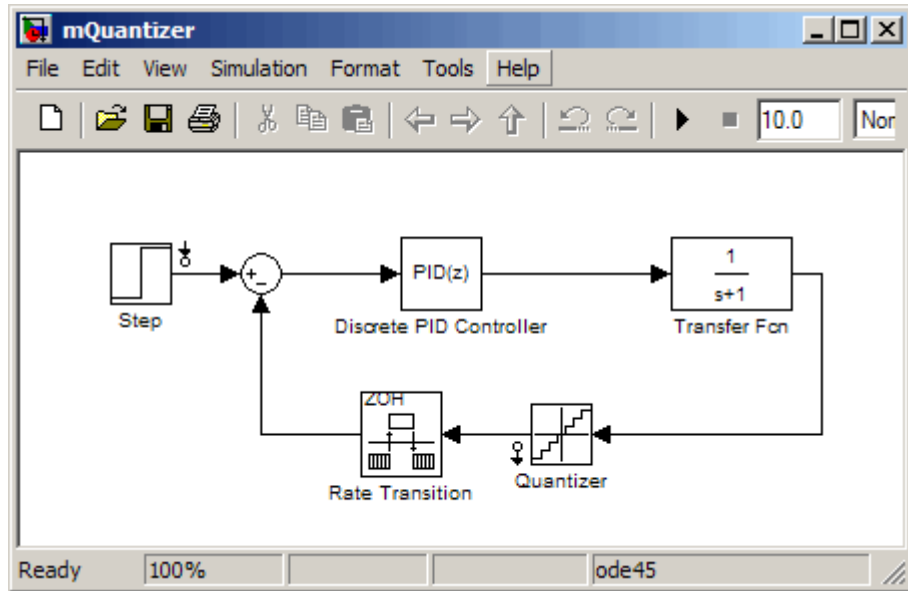 mQuantizer
File Edit View Simulation Format Tools Help
10.0 Nor
Step
+
−
PID(z)
Discrete PID Controller
1
s+1
Transfer Fcn
ZOH
Rate Transition
Quantizer
Ready 100% ode45